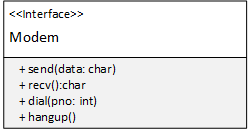 <<Interface>>
Modem
+ send(data: char)
+ recv():char
+ dial(pno: int)
+ hangup()